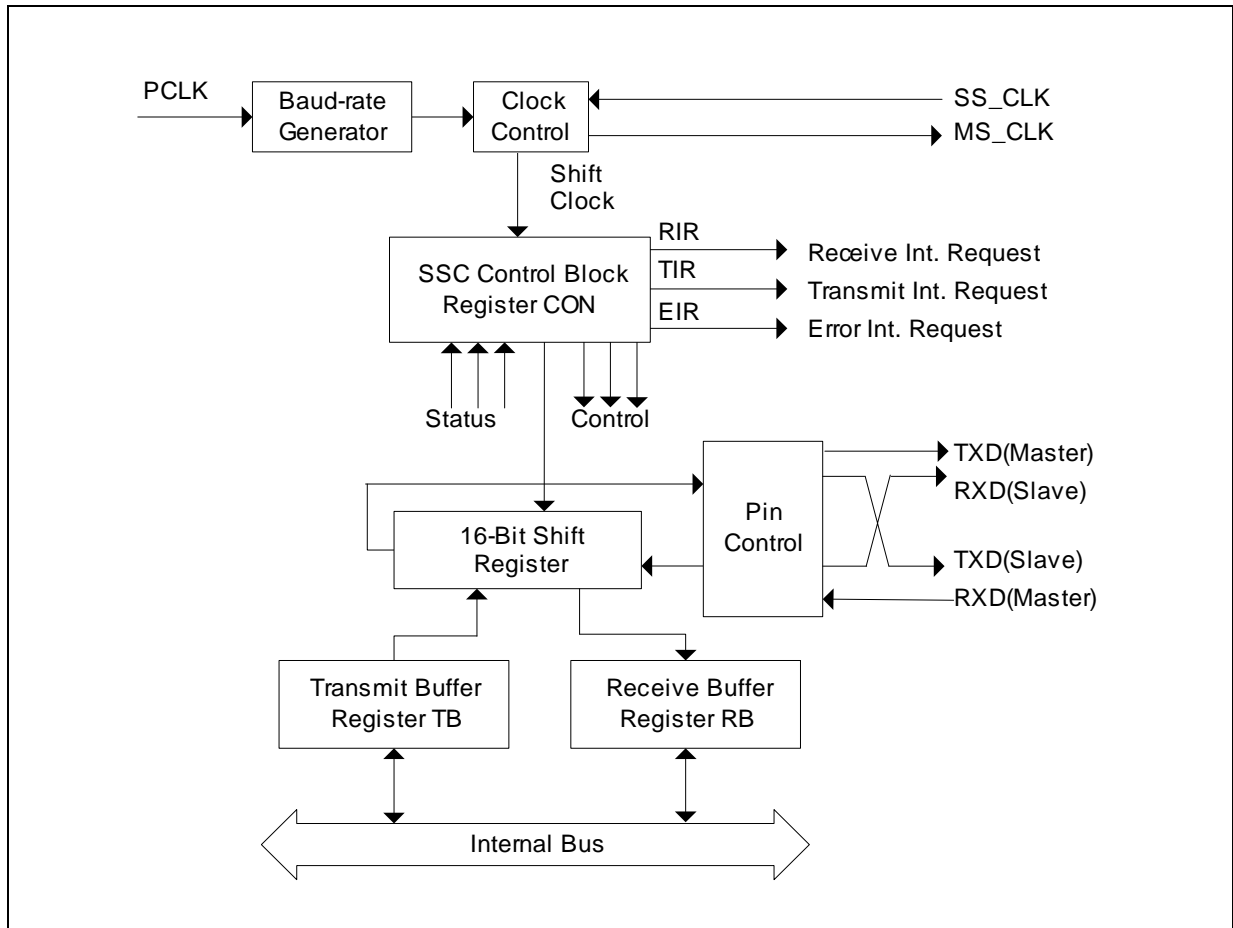 PCLK
Baud-rate
Generator
Clock
Control
SS_CLK
MS_CLK
Shift
Clock
SSC Control Block
Register CON
RIR
TIR
EIR
Receive Int. Request
Transmit Int. Request
Error Int. Request
Status
Control
16-Bit Shift
Register
Pin
Control
TXD(Master)
RXD(Slave)
TXD(Slave)
RXD(Master)
Transmit Buffer
Register TB
Receive Buffer
Register RB
Internal Bus